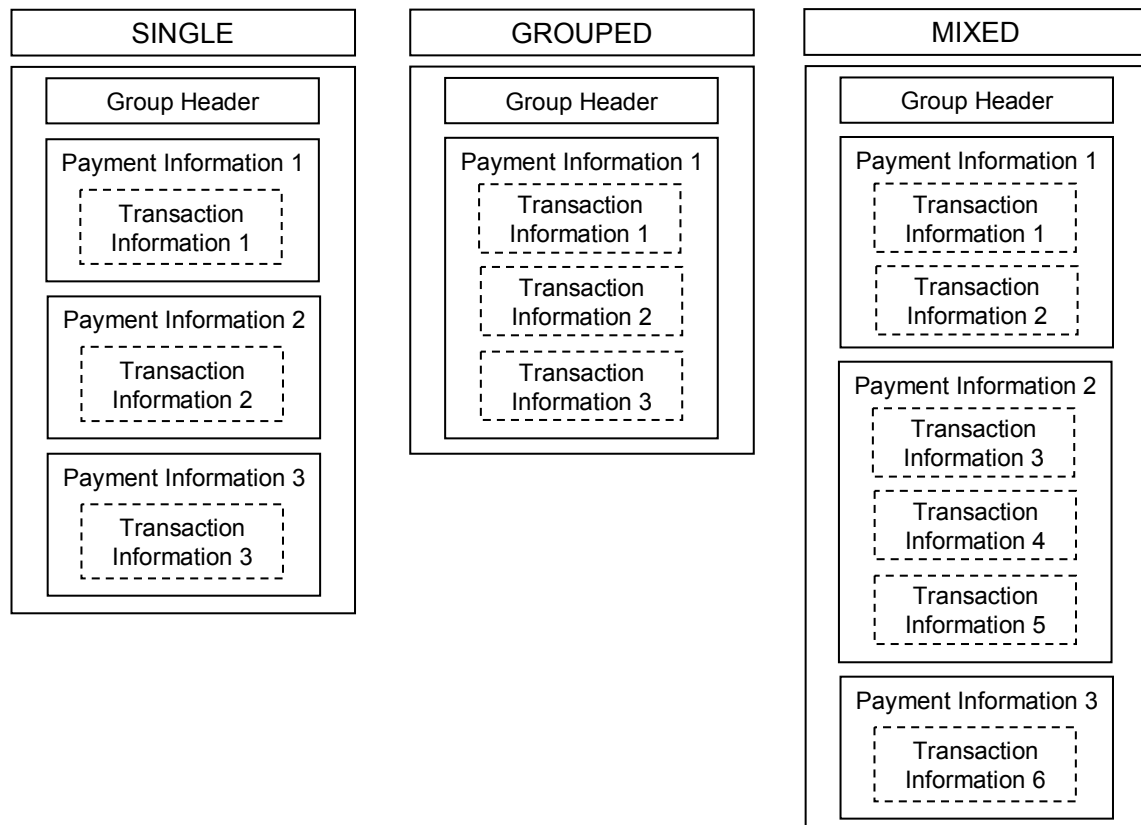 SINGLE
Group Header
Payment Information 1
Transaction
Information 1
Payment Information 2
Transaction
Information 2
Payment Information 3
Transaction
Information 3
GROUPED
Group Header
Payment Information 1
Transaction
Information 1
Transaction
Information 2
Transaction
Information 3
MIXED
Group Header
Payment Information 1
Transaction
Information 1
Transaction
Information 2
Payment Information 2
Transaction
Information 3
Transaction
Information 4
Transaction
Information 5
Payment Information 3
Transaction
Information 6